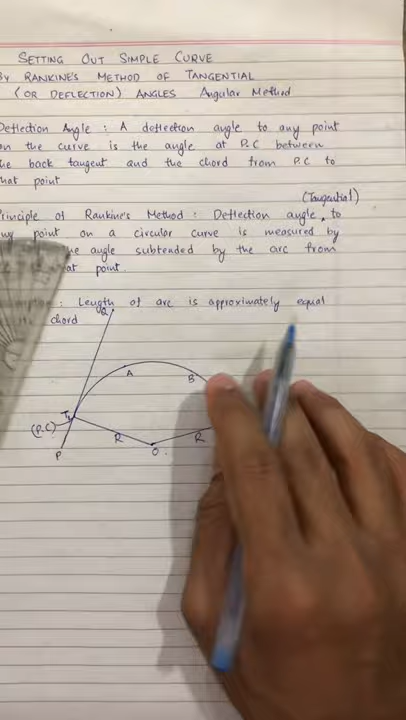 SETTING OUT SIMPLE CURVE
BY RANKINE'S METHOD OF TANGENTIAL
(OR DEFLECTION) ANGLES Angular Method
Deflection Angle : A deflection angle to any point
on the curve is the angle at P.C between
the back tangent and the chord from P.C to
that point
(Tangential)
Principle of Rankine's Method : Deflection angle, to
any point on a circular curve is measured by
the angle subtended by the arc from
that point.
: Length of arc is approximately equal
chord
Q
A
B
T₁
(P.C)
R
R
O
P